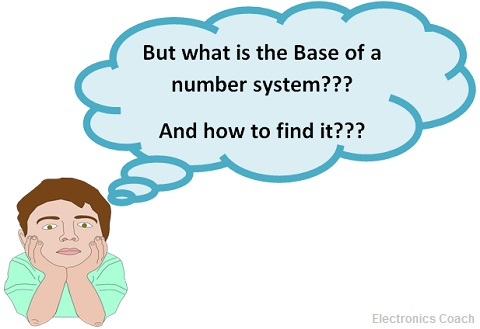 But what is the Base of a
number system???
And how to find it???
Electronics Coach